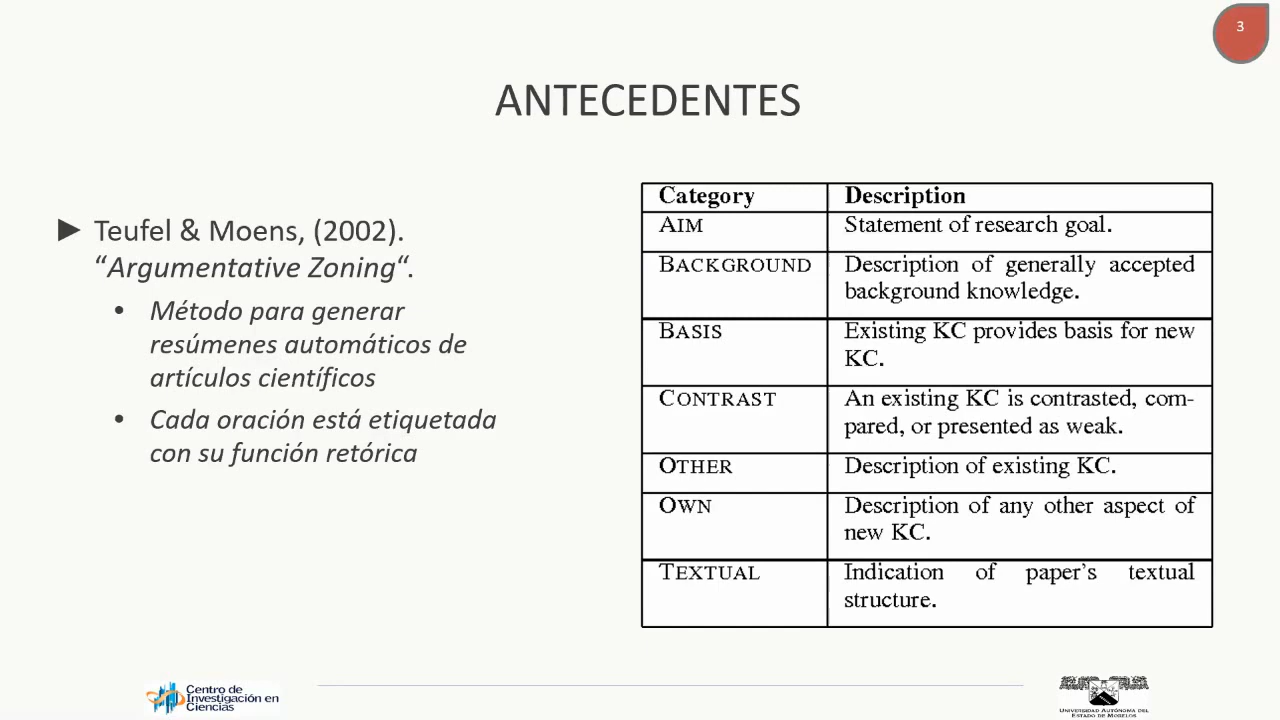 3
ANTECEDENTES
► Teufel & Moens, (2002).
“Argumentative Zoning“.
• Método para generar
resúmenes automáticos de
artículos científicos
• Cada oración está etiquetada
con su función retórica
Category Description
AIM Statement of research goal.
BACKGROUND Description of generally accepted
background knowledge.
BASIS Existing KC provides basis for new
KC.
CONTRAST An existing KC is contrasted, com-
pared, or presented as weak.
OTHER Description of existing KC.
OWN Description of any other aspect of
new KC.
TEXTUAL Indication of paper's textual
structure.
Centro de
Investigación en
Ciencias
UNIVERSIDAD AUTÓNOMA DEL
ESTADO DE MORELOS